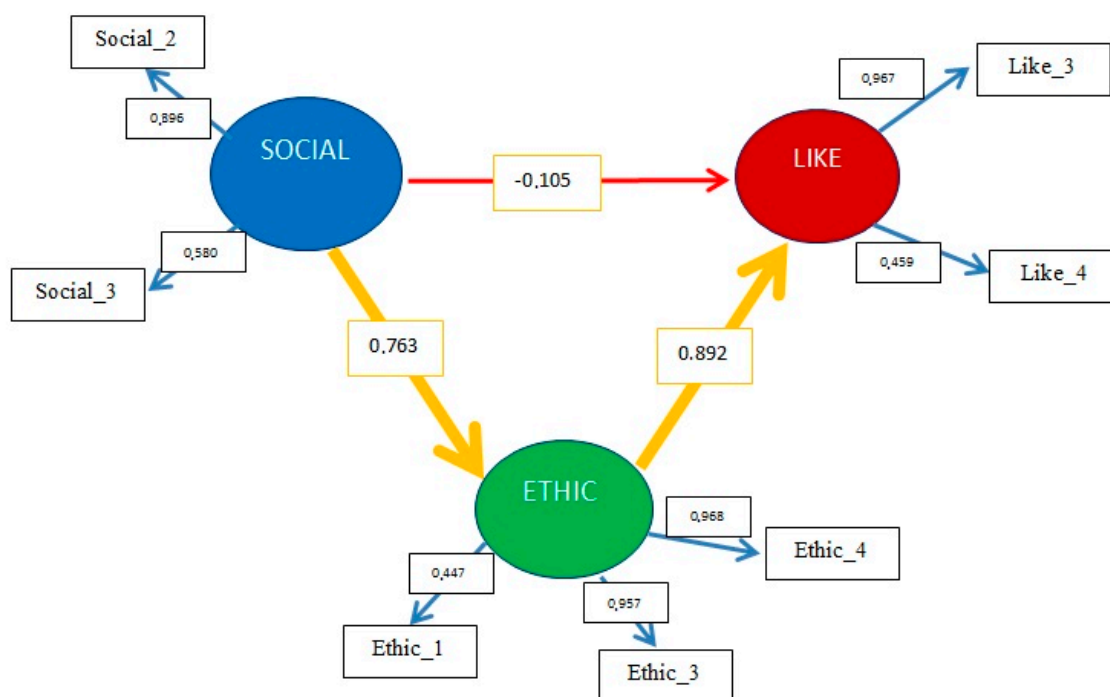 Social_2
Like_3
0,967
0,896
SOCIAL
LIKE
-0,105
0,580
0,459
Social_3
Like_4
0,763
0.892
ETHIC
0,968
Ethic_4
0,447
0,957
Ethic_1
Ethic_3